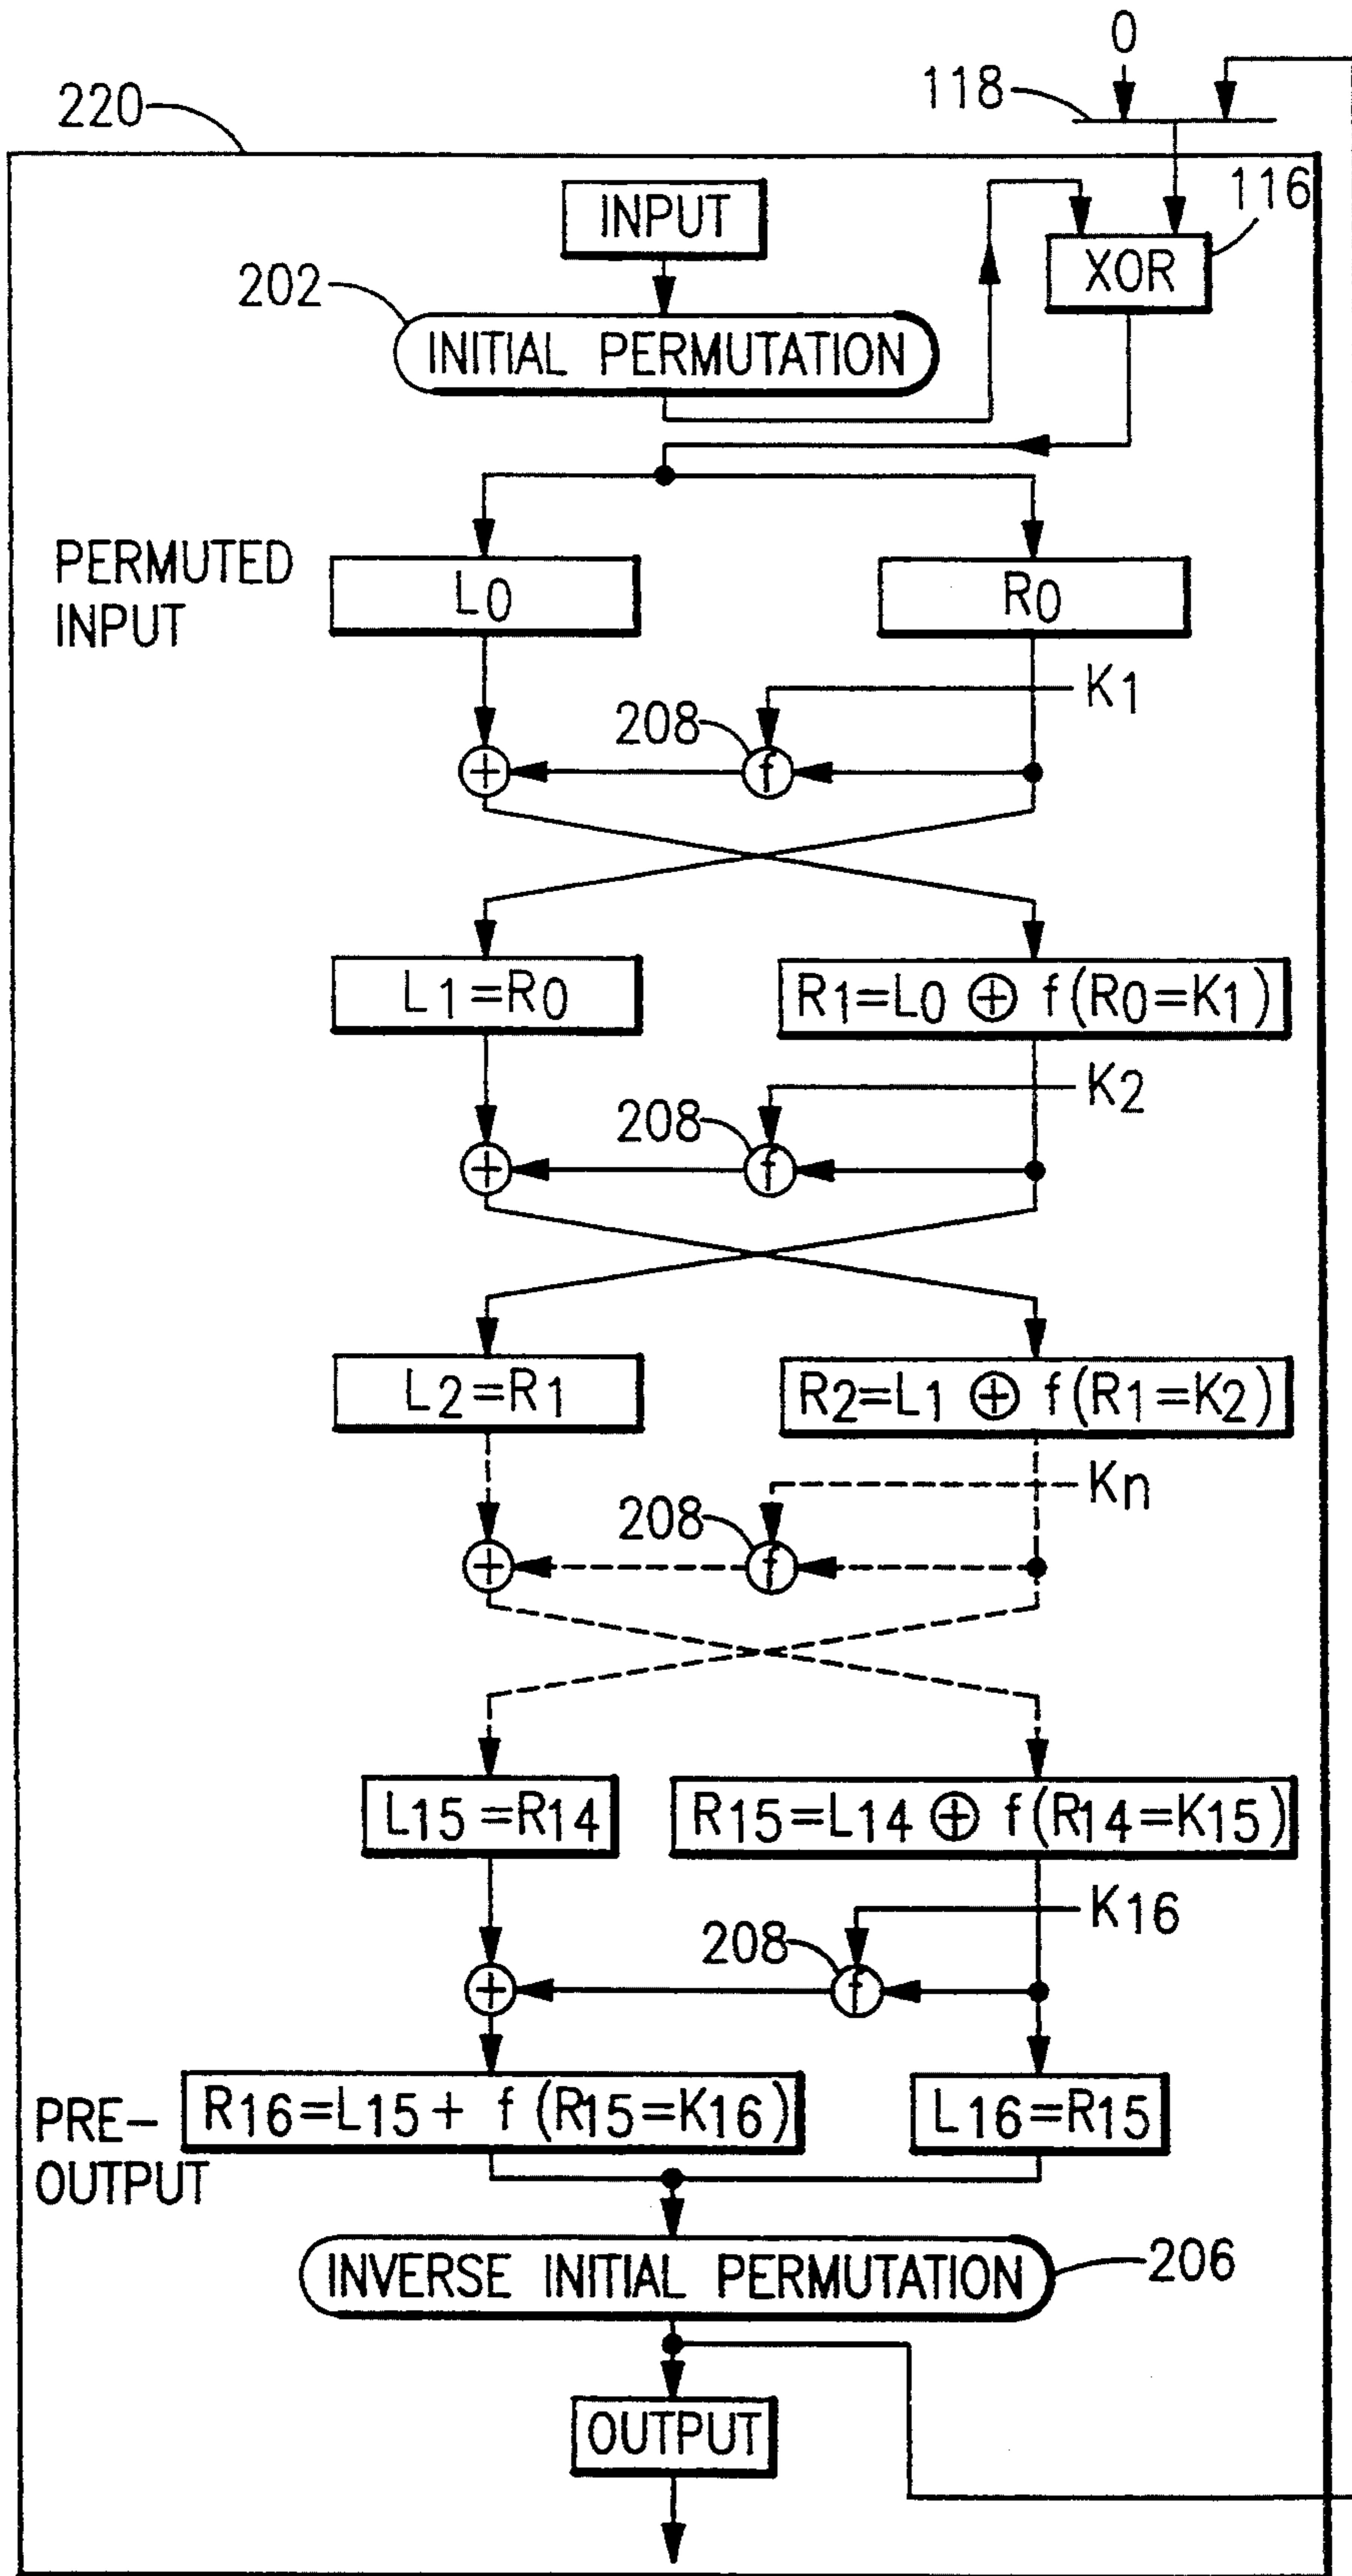 0
118
220
116
INPUT
XOR
202
INITIAL PERMUTATION
PERMUTED
INPUT
L0
R0
K1
208
f
+
L1=R0
R1=L0 ⊕ f(R0=K1)
K2
208
f
+
L2=R1
R2=L1 ⊕ f(R1=K2)
Kn
208
f
+
L15=R14
R15=L14 ⊕ f(R14=K15)
K16
208
f
+
PRE-
OUTPUT
R16=L15+ f(R15=K16)
L16=R15
INVERSE INITIAL PERMUTATION
206
OUTPUT